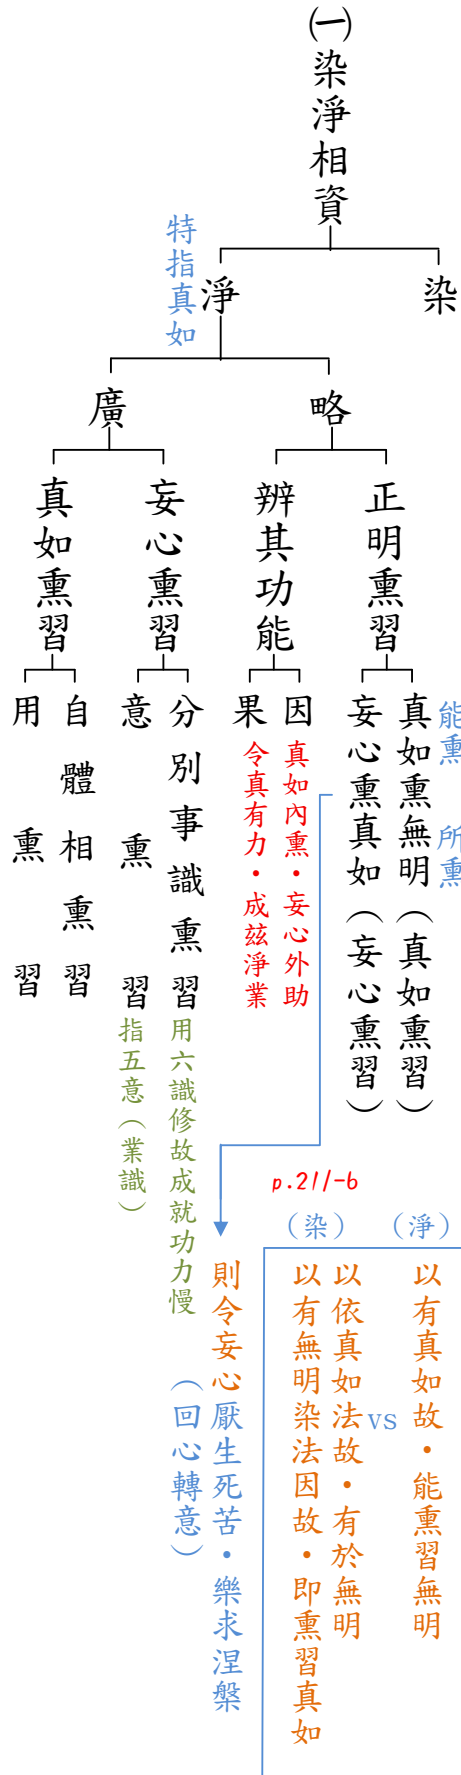 ㈠染淨相資
染
淨
特指真如
略
廣
正明熏習
辨其功能
妄心熏習
真如熏習
能熏 所熏
真如熏無明（真如熏習）
妄心熏真如（妄心熏習）
因
真如內熏・妄心外助
果
令真有力・成茲淨業
分別事識熏習
用六識修故成就功力慢
意熏習
指五意（業識）
自體相熏習
用熏習
p.21/-6
（淨）
以有真如故・能熏習無明
vs
（染）
以依真如法故・有於無明
以有無明染法因故・即熏習真如
則令妄心厭生死苦・樂求涅槃
（回心轉意）